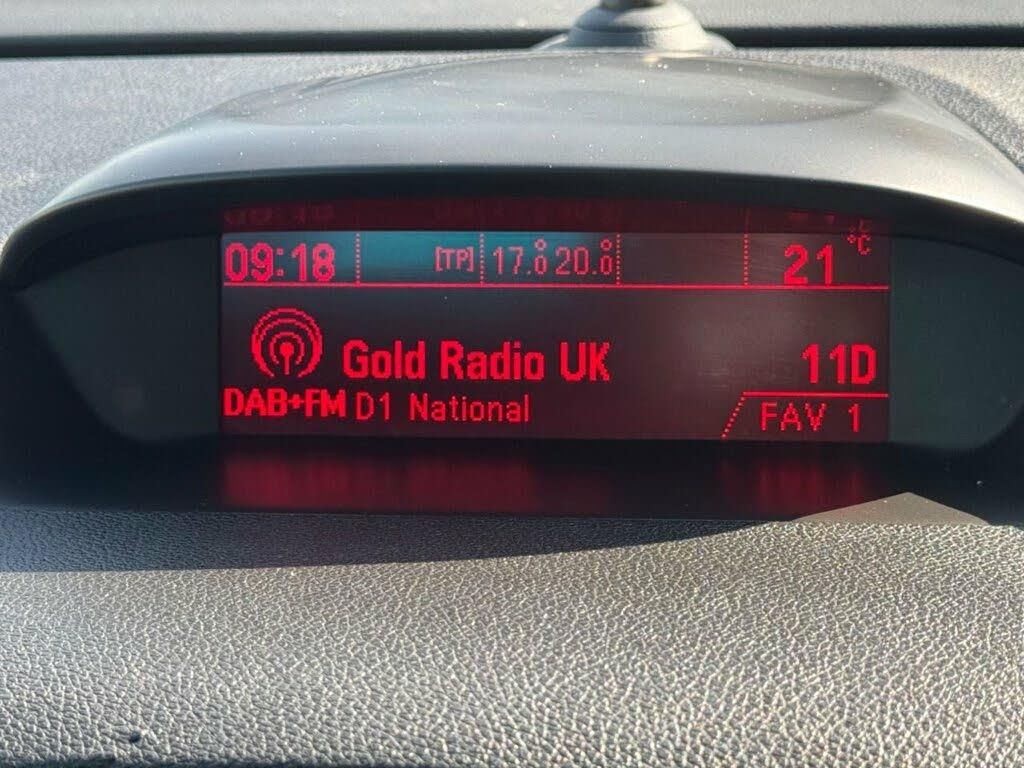 09:18 [TP] 17.0° 20.0° 21 °C
Gold Radio UK 11D
DAB+FM D1 National FAV 1